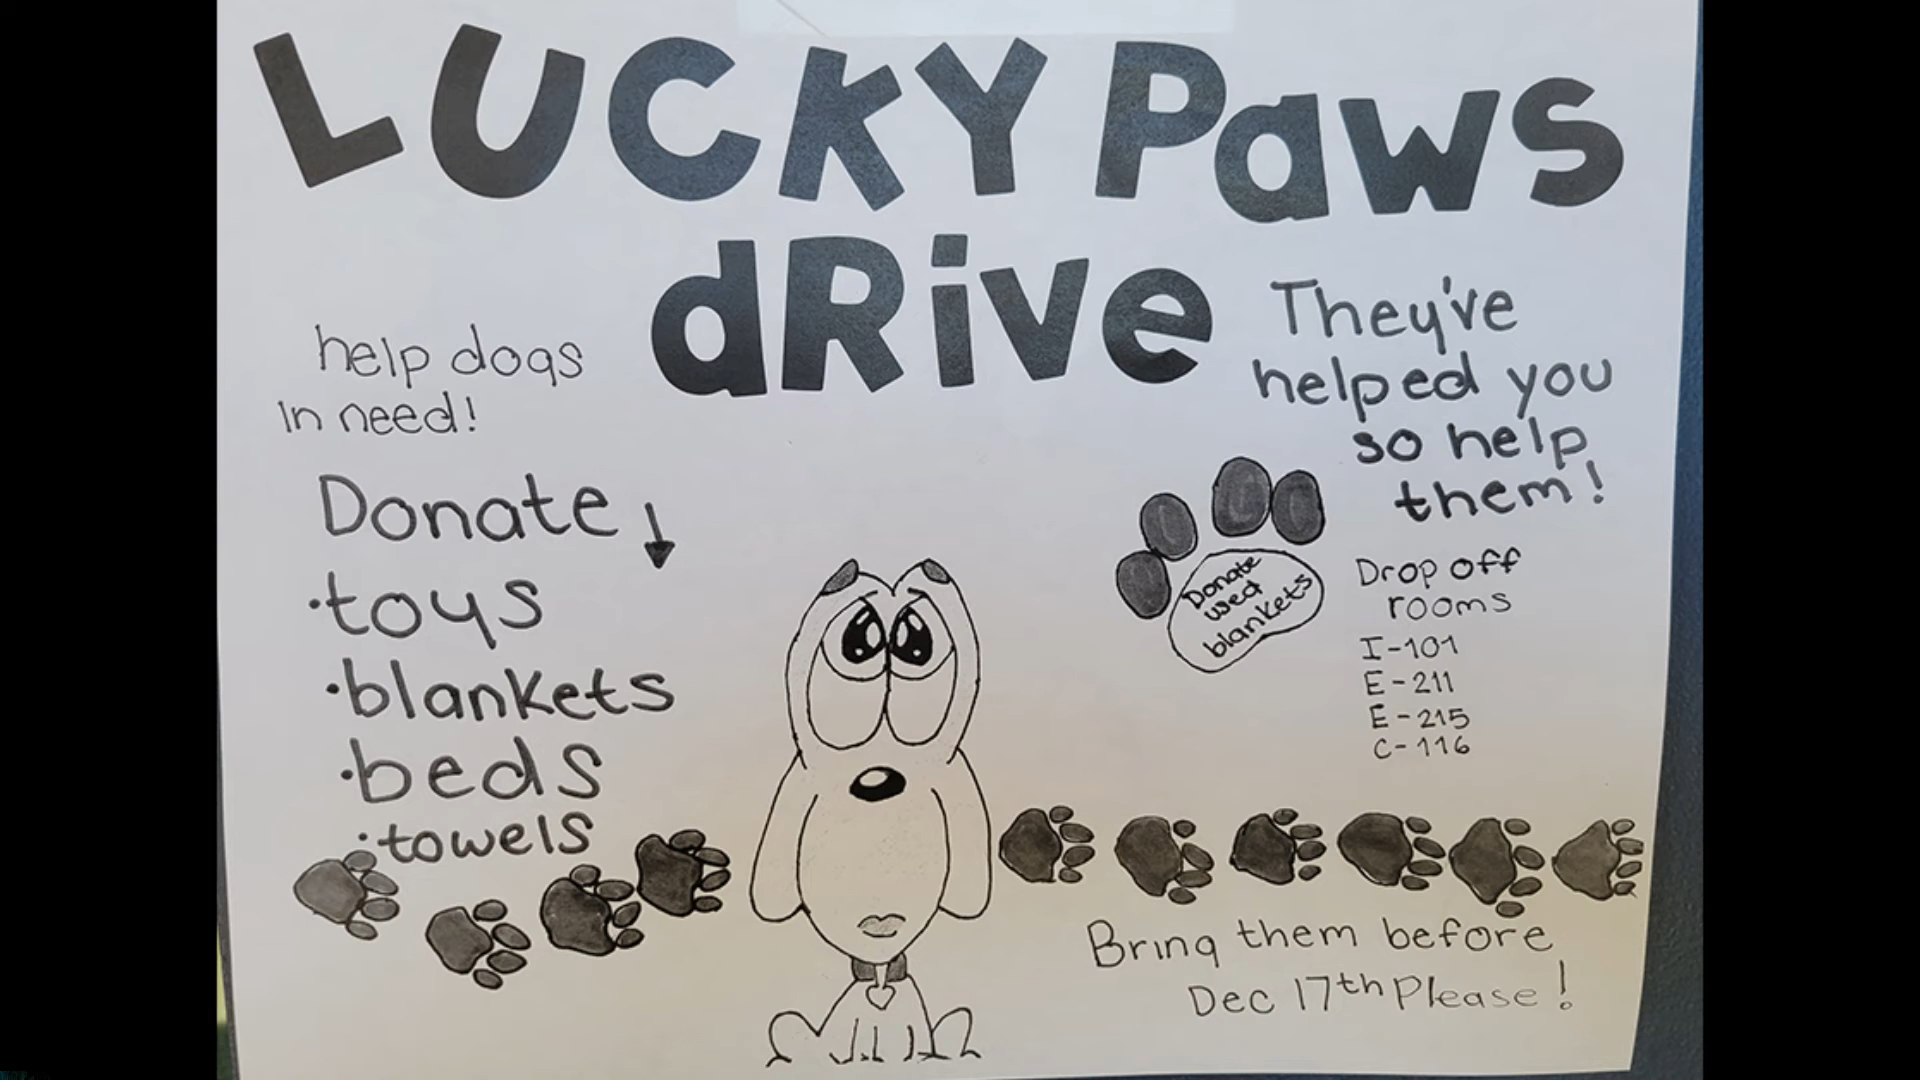 LUCKY Paws
dRive
help dogs
In need!
Donate
·toys
·blankets
·beds
·towels
They've
helped you
so help
them!
Donate
used
blankets
Drop off
rooms
I-101
E-211
E-215
C-116
Bring them before
Dec 17th Please!